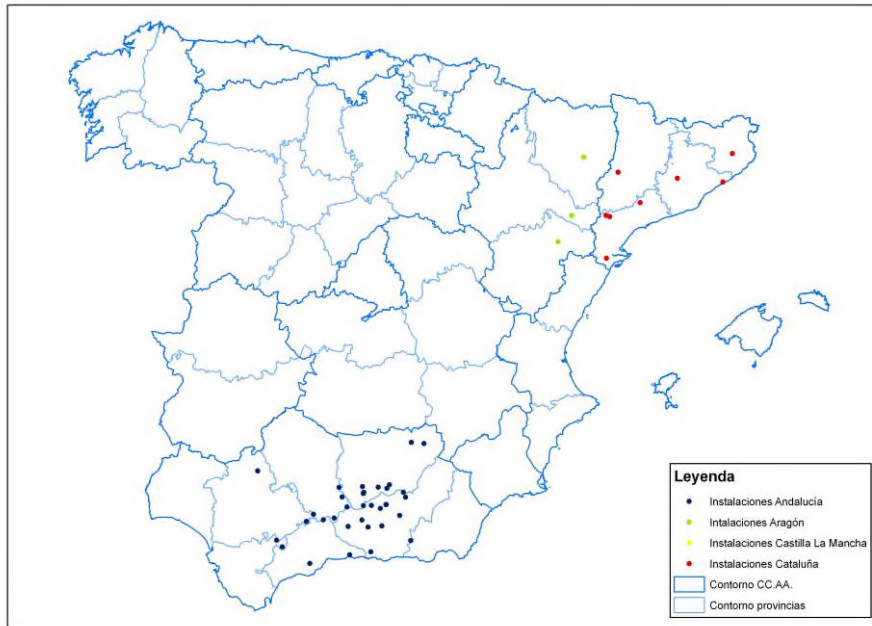 Leyenda
Instalaciones Andalucía
Intalaciones Aragón
Instalaciones Castilla La Mancha
Instalaciones Cataluña
Contorno CC.AA.
Contorno provincias